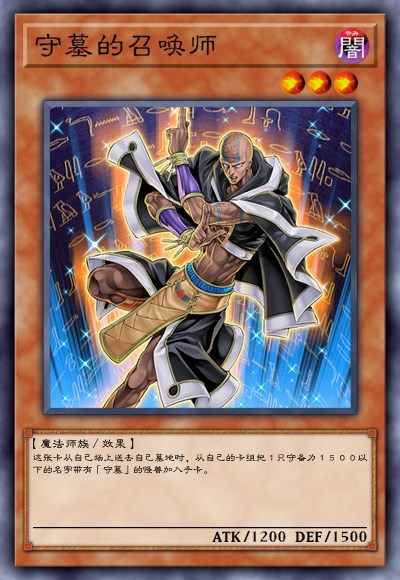 守墓的召唤师
やみ
闇
【魔法师族/效果】
这张卡从自己场上送去自己墓地时,从自己的卡组把1只守备力1500以
下的名字带有「守墓」的怪兽加入手卡。
ATK/1200 DEF/1500